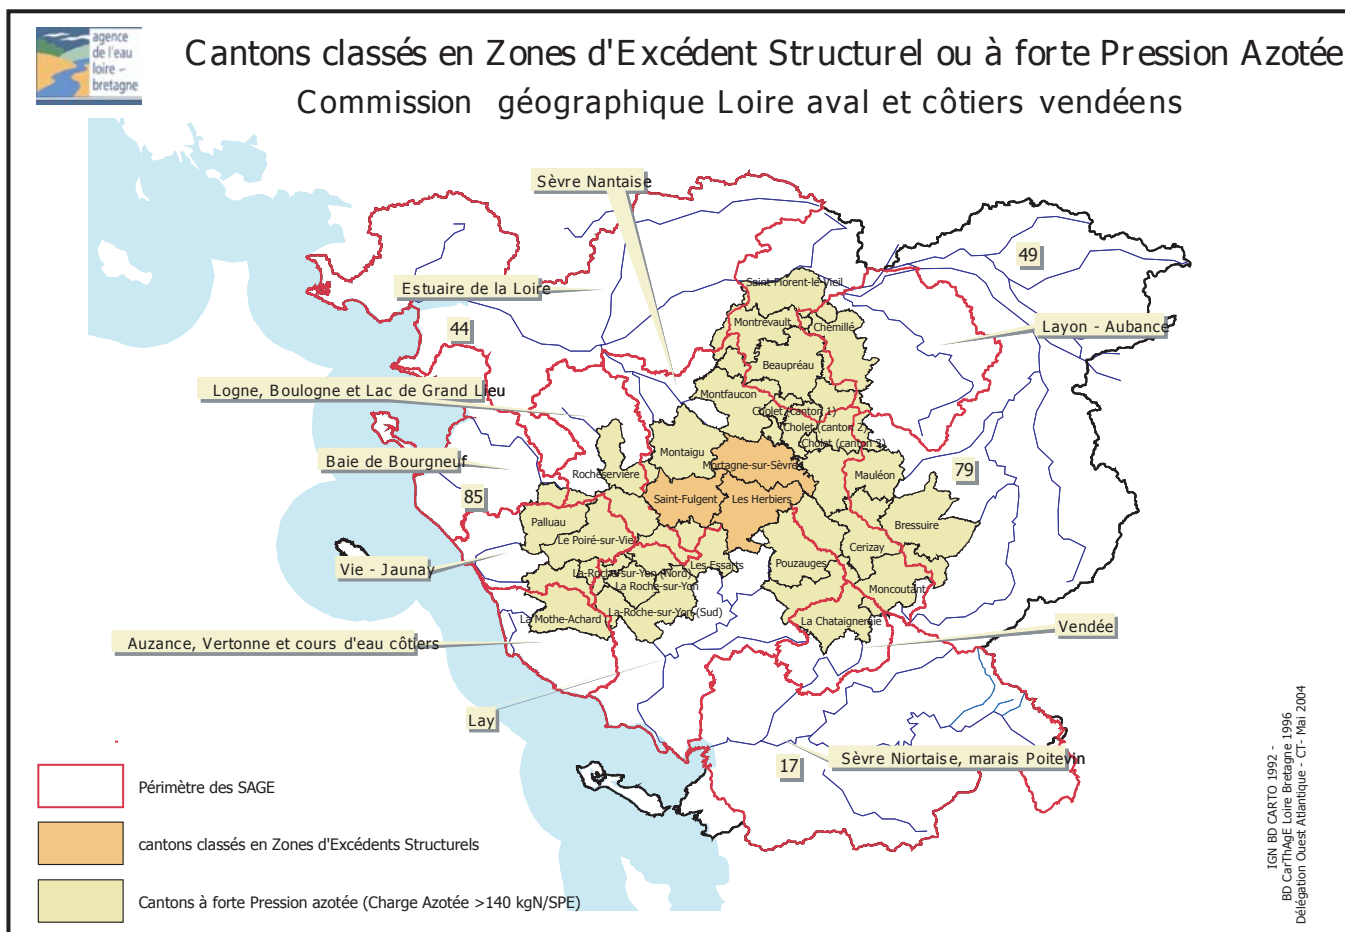 agence
de l'eau
loire –
bretagne
Cantons classés en Zones d'Excédent Structurel ou à forte Pression Azotée
Commission géographique Loire aval et côtiers vendéens
Sèvre Nantaise
49
Saint-Florent-le-Vieil
Estuaire de la Loire
44
Montrevault
Chemillé
Layon - Aubance
Beaupréau
Logne, Boulogne et Lac de Grand Lieu
Montfaucon
Cholet (canton 1)
Cholet (canton 2)
Cholet (canton 3)
Montaigu
Baie de Bourgneuf
Mortagne-sur-Sèvre
Rocheservière
Mauléon
79
85
Saint-Fulgent
Les Herbiers
Palluau
Bressuire
Le Poiré-sur-Vie
Cerizay
Vie - Jaunay
Les Essarts
Pouzauges
La-Roche-sur-Yon (Nord)
La Roche-sur-Yon
Moncoutant
La-Roche-sur-Yon (Sud)
La Mothe-Achard
La Chataigneraie
Vendée
Auzance, Vertonne et cours d'eau côtiers
Lay
Sèvre Niortaise, marais Poitevin
17
Périmètre des SAGE
cantons classés en Zones d'Excédents Structurels
Cantons à forte Pression azotée (Charge Azotée >140 kgN/SPE)
IGN BD CARTO 1992 -
BD CarThAgE Loire Bretagne 1996
Délégation Ouest Atlantique - CT- Mai 2004